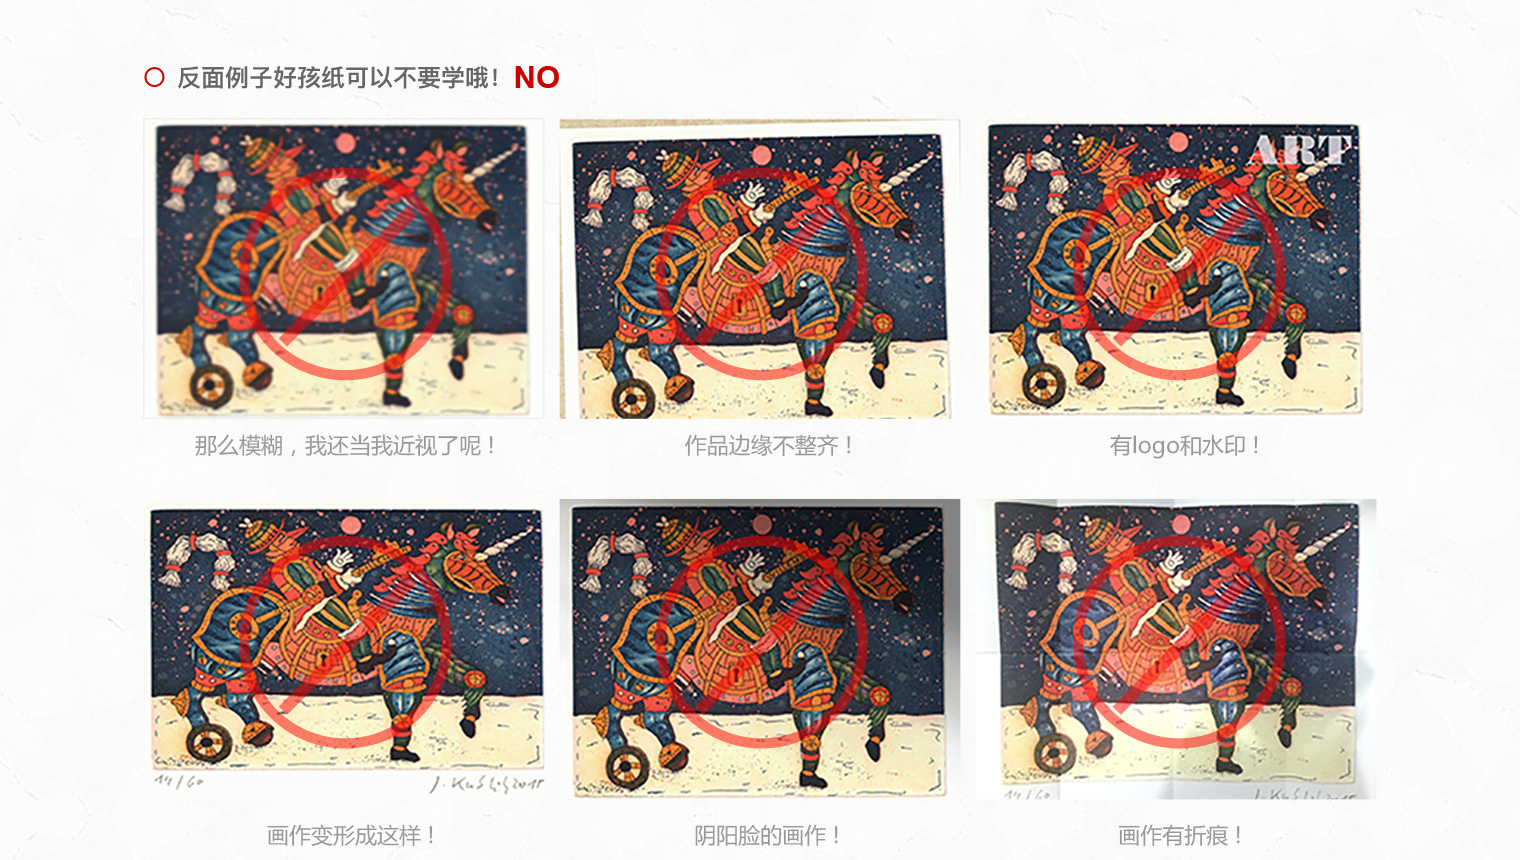 反面例子好孩纸可以不要学哦！NO
ART
那么模糊，我还当我近视了呢！
作品边缘不整齐！
有logo和水印！
14/60
画作变形成这样！
阴阳脸的画作！
画作有折痕！